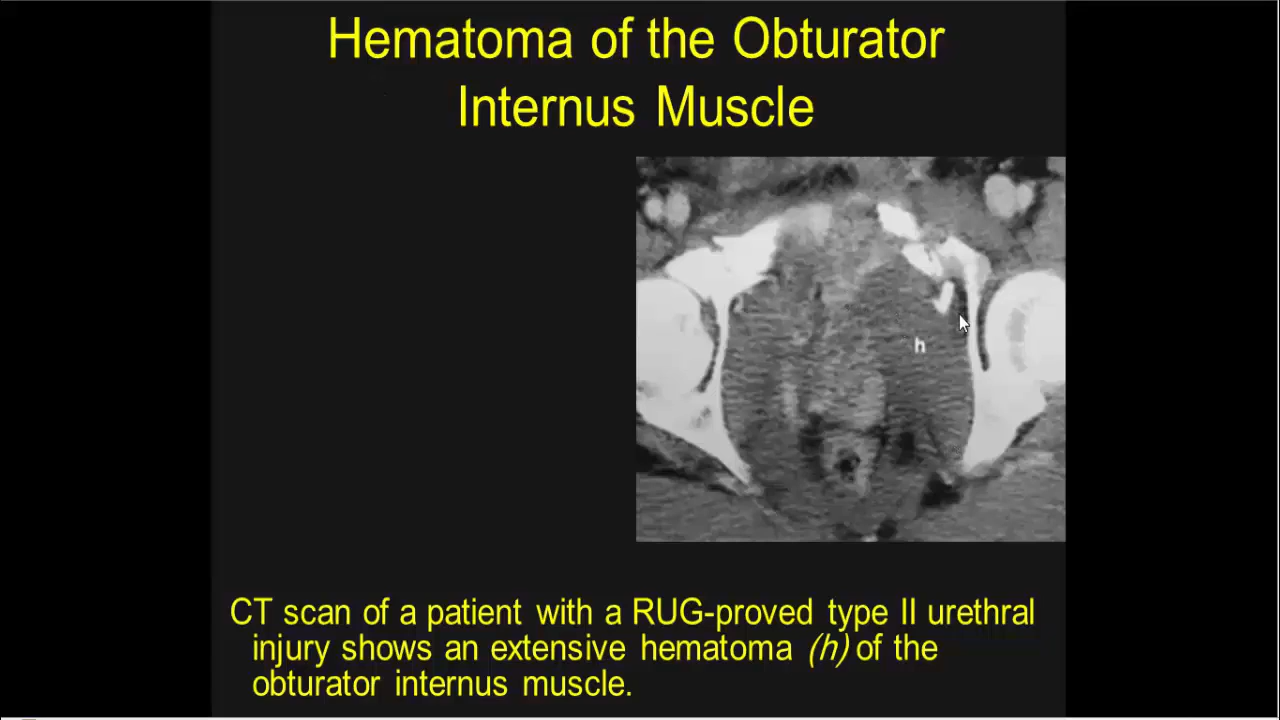 Hematoma of the Obturator
Internus Muscle
h
CT scan of a patient with a RUG-proved type II urethral
injury shows an extensive hematoma (h) of the
obturator internus muscle.